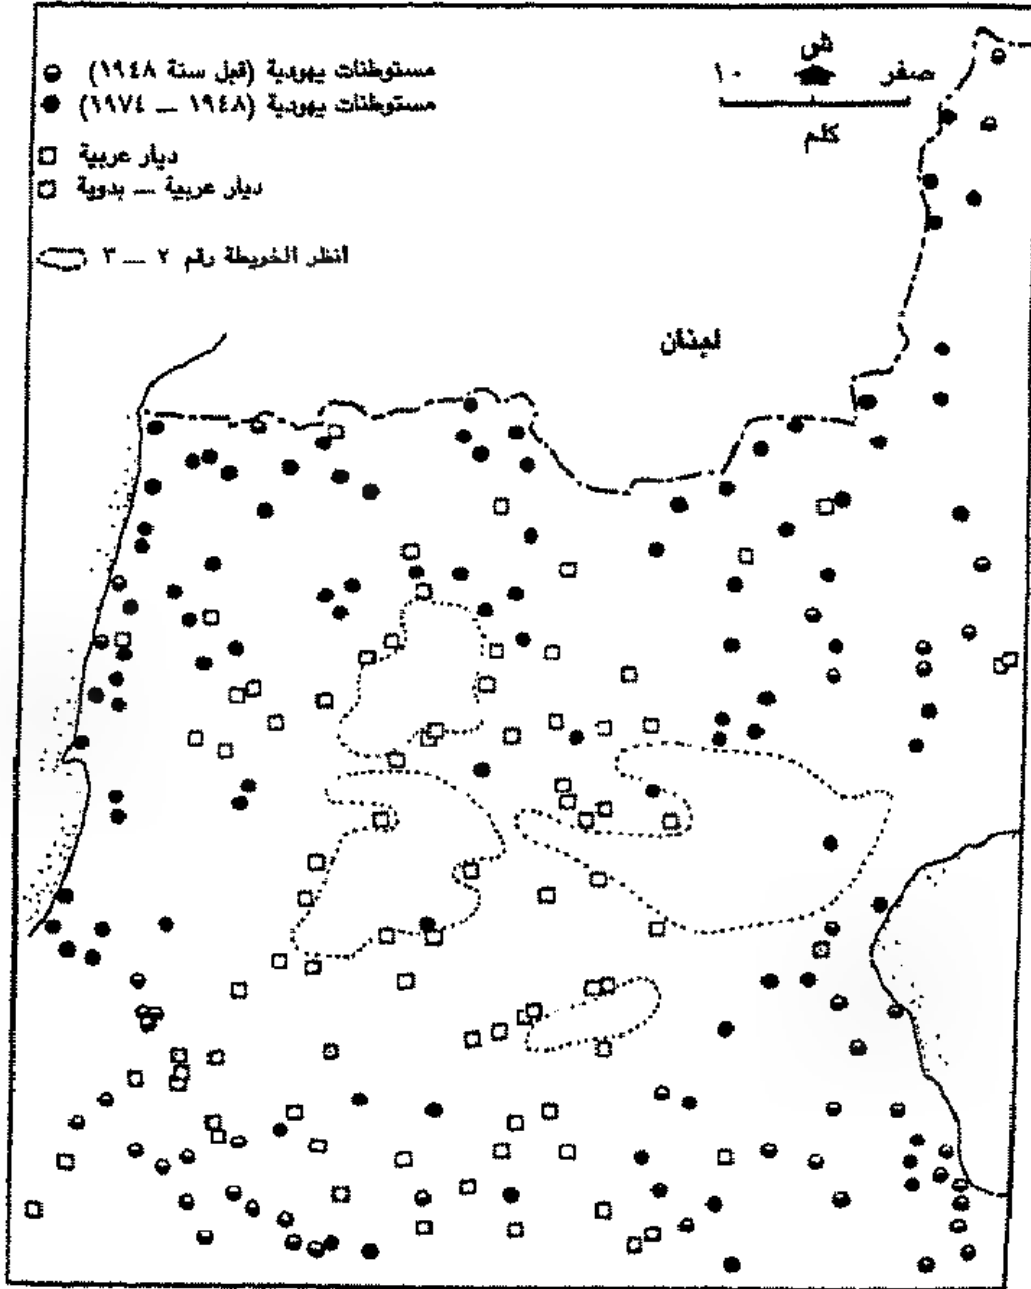 مستوطنات يهودية (قبل سنة ١٩٤٨)
مستوطنات يهودية (١٩٤٨ — ١٩٧٤)
ديار عربية
ديار عربية — بدوية
انظر الخريطة رقم ٢ — ٣
ش
صفر ١٠
كلم
لبنان